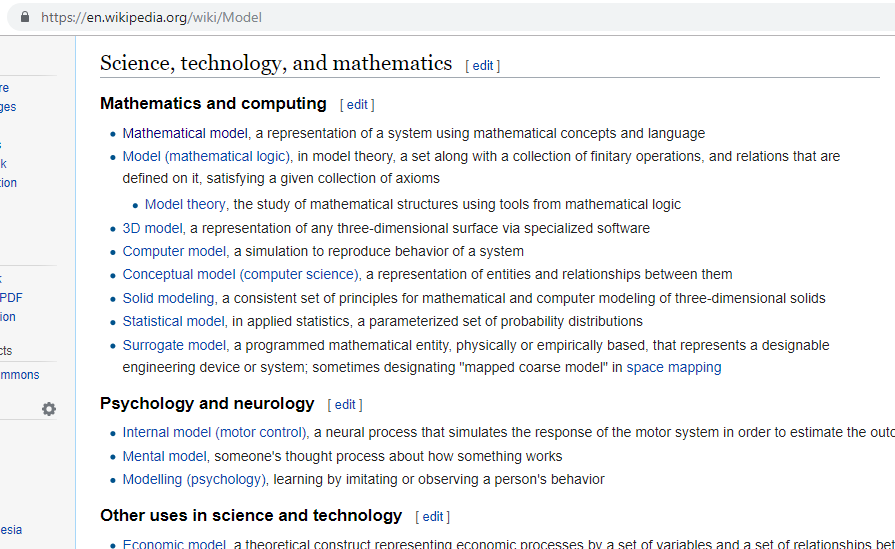 https://en.wikipedia.org/wiki/Model
Science, technology, and mathematics [ edit ]
Mathematics and computing [ edit ]
Mathematical model, a representation of a system using mathematical concepts and language
Model (mathematical logic), in model theory, a set along with a collection of finitary operations, and relations that are
defined on it, satisfying a given collection of axioms
Model theory, the study of mathematical structures using tools from mathematical logic
3D model, a representation of any three-dimensional surface via specialized software
Computer model, a simulation to reproduce behavior of a system
Conceptual model (computer science), a representation of entities and relationships between them
Solid modeling, a consistent set of principles for mathematical and computer modeling of three-dimensional solids
Statistical model, in applied statistics, a parameterized set of probability distributions
Surrogate model, a programmed mathematical entity, physically or empirically based, that represents a designable
engineering device or system; sometimes designating "mapped coarse model" in space mapping
Psychology and neurology [ edit ]
Internal model (motor control), a neural process that simulates the response of the motor system in order to estimate the
Mental model, someone's thought process about how something works
Modelling (psychology), learning by imitating or observing a person's behavior
Other uses in science and technology [ edit ]
Economic model, a theoretical construct representing economic processes by a set of variables and a set of relationships
PDF